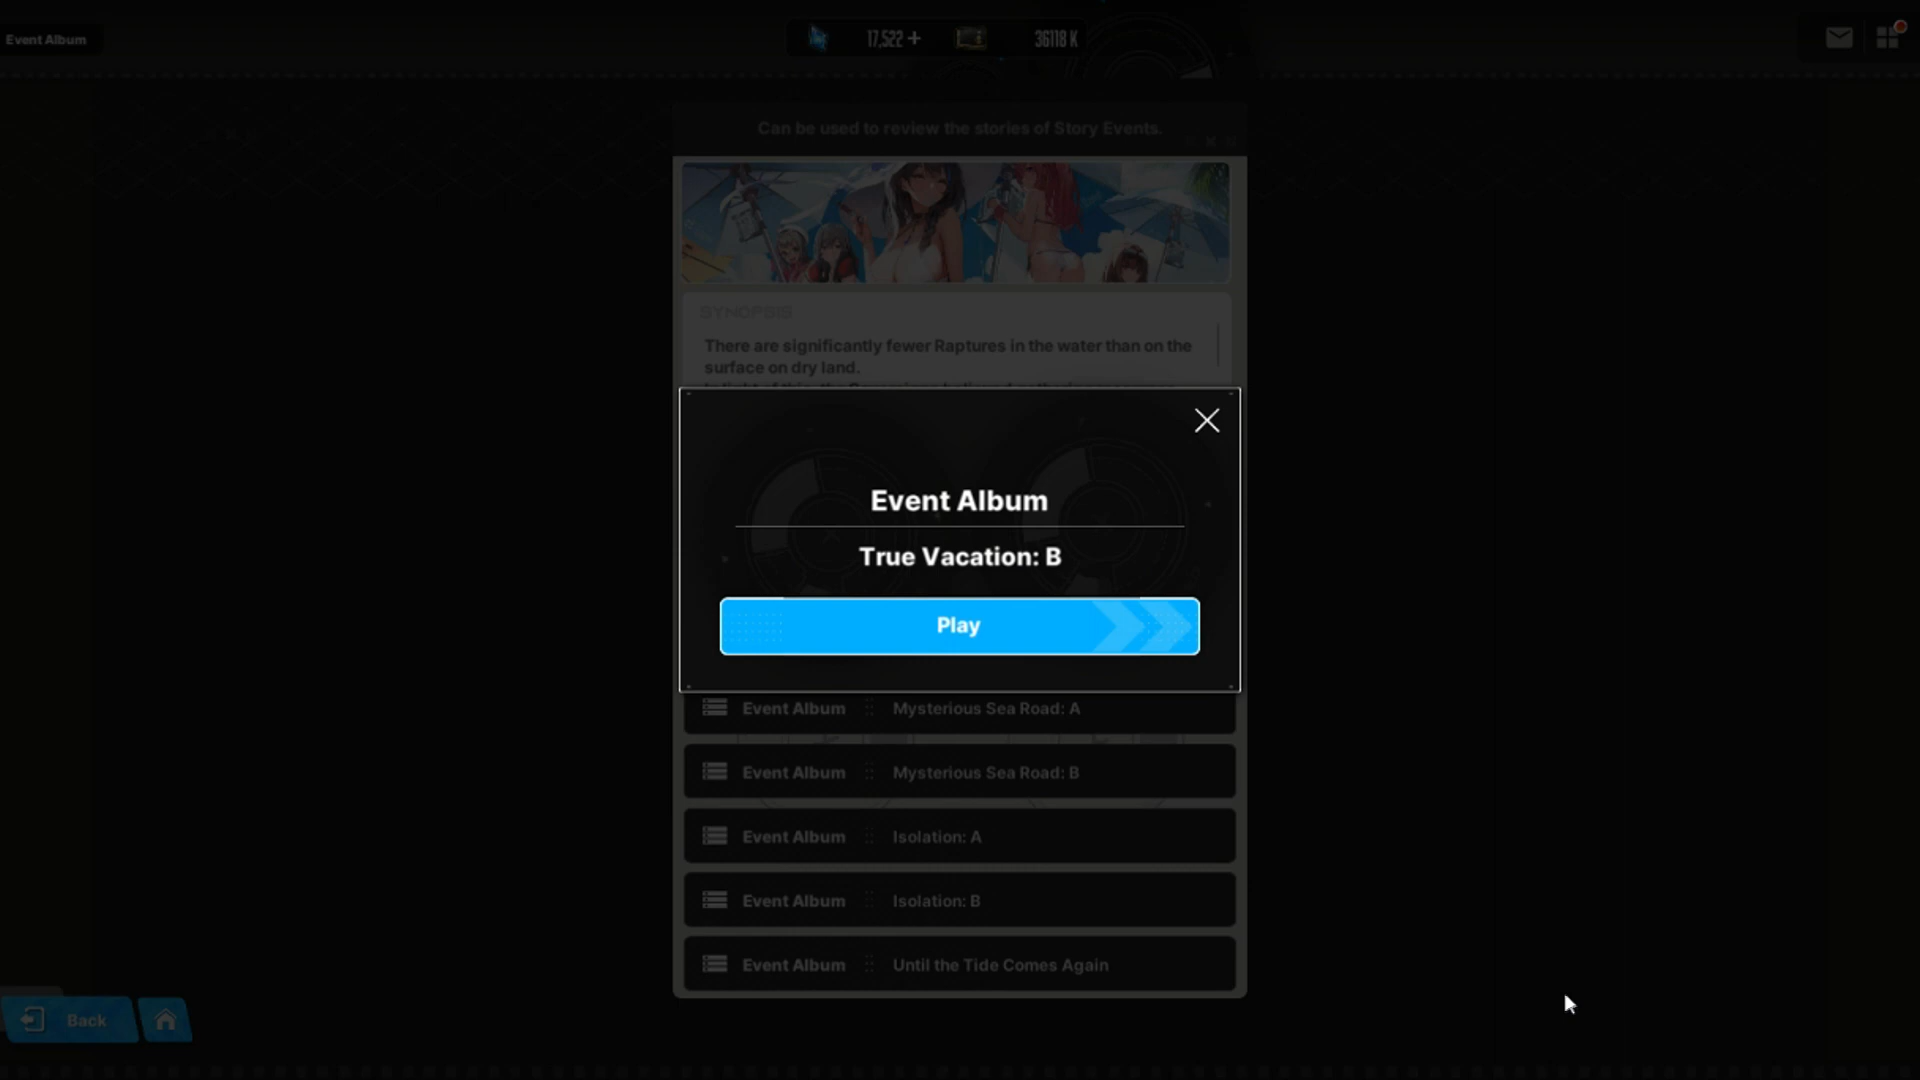 Event Album
17,522 +
36118 K
Can be used to review the stories of Story Events.
SYNOPSIS
There are significantly fewer Raptures in the water than on the
surface on dry land.
Event Album
True Vacation: B
Play
Event Album Mysterious Sea Road: A
Event Album Mysterious Sea Road: B
Event Album Isolation: A
Event Album Isolation: B
Event Album Until the Tide Comes Again
Back